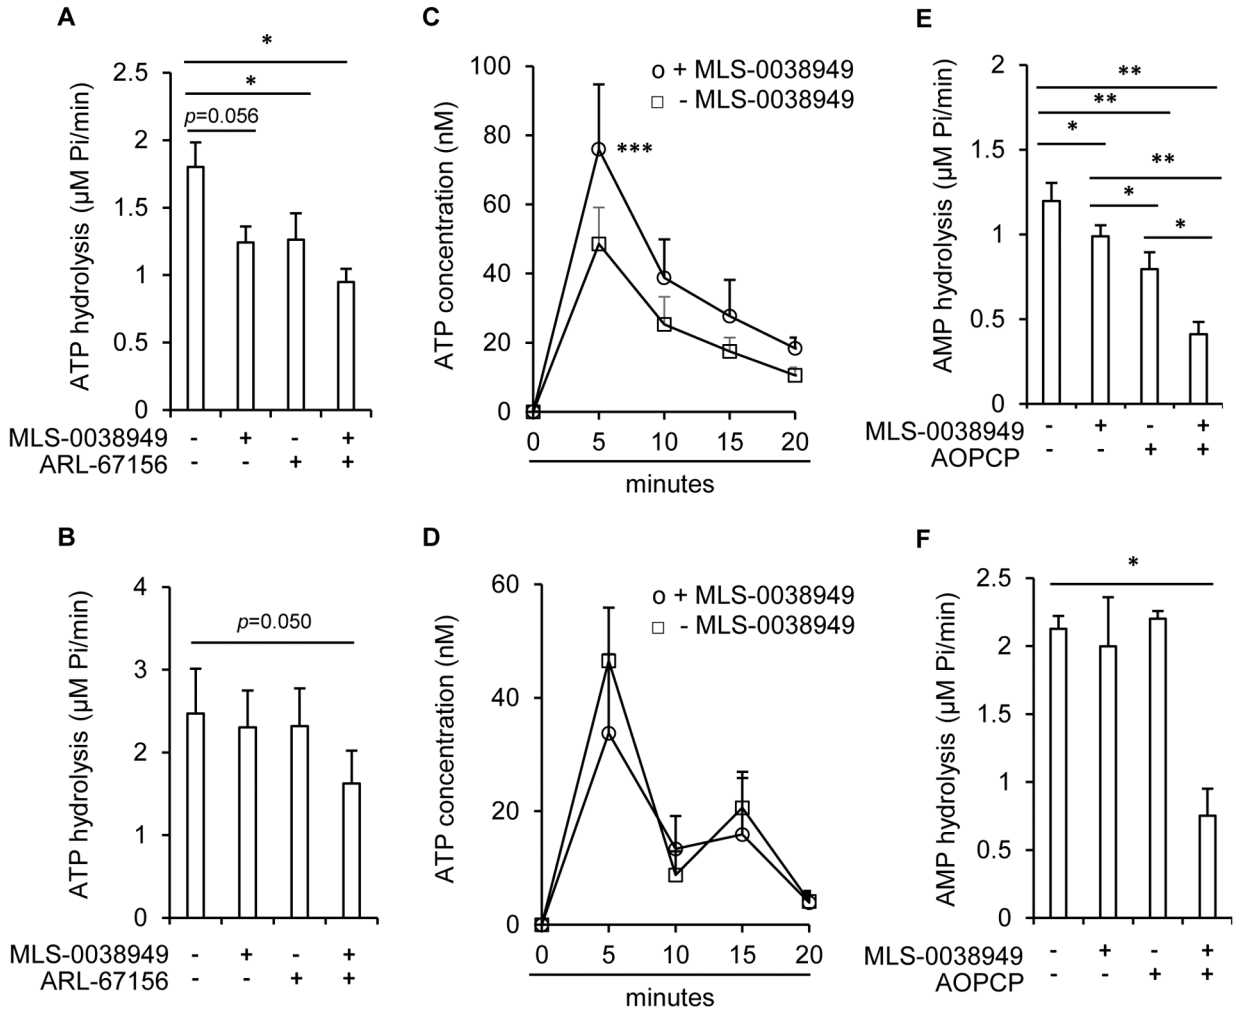 A
ATP hydrolysis (µM Pi/min)
2.5
2
1.5
1
0.5
0
*
*
p=0.056
MLS-0038949 - + - +
ARL-67156 - - + +
C
ATP concentration (nM)
100
80
60
40
20
0
o + MLS-0038949
□ - MLS-0038949
***
0 5 10 15 20
minutes
E
AMP hydrolysis (µM Pi/min)
2
1.5
1
0.5
0
**
**
*
**
*
*
MLS-0038949 - + - +
AOPCP - - + +
B
ATP hydrolysis (µM Pi/min)
4
3
2
1
0
p=0.050
MLS-0038949 - + - +
ARL-67156 - - + +
D
ATP concentration (nM)
60
40
20
0
o + MLS-0038949
□ - MLS-0038949
0 5 10 15 20
minutes
F
AMP hydrolysis (µM Pi/min)
2.5
2
1.5
1
0.5
0
*
MLS-0038949 - + - +
AOPCP - - + +